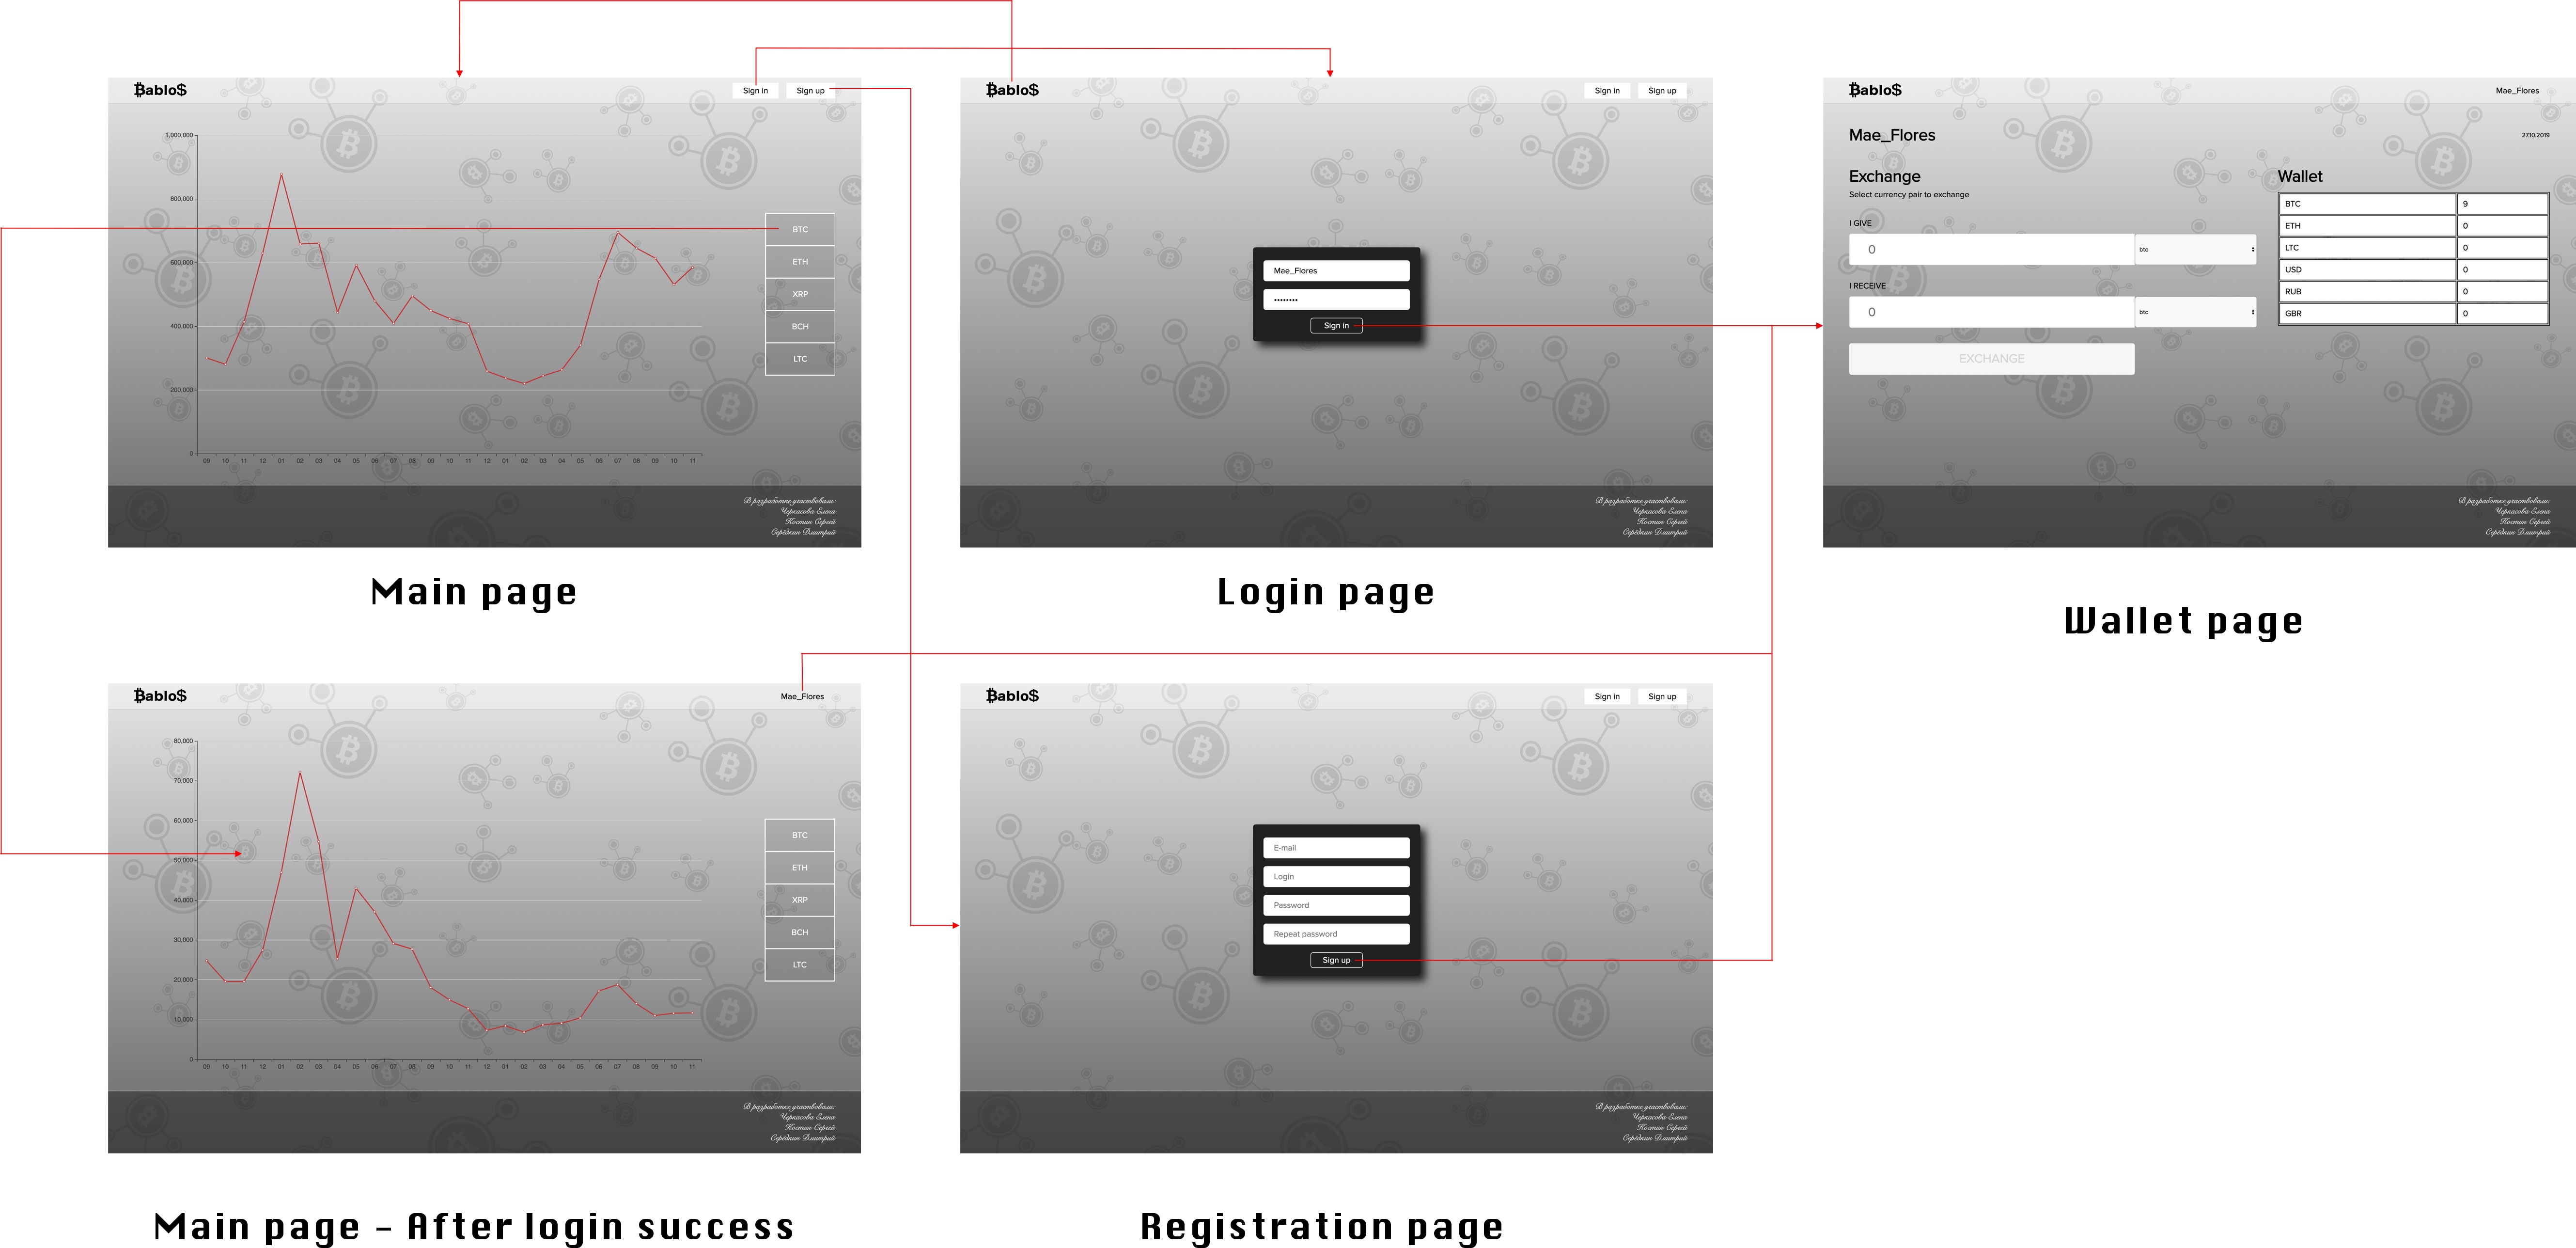 ₿ablo$
Sign in
Sign up
1,000,000
800,000
600,000
400,000
200,000
0
09 10 11 12 01 02 03 04 05 06 07 08 09 10 11 12 01 02 03 04 05 06 07 08 09 10 11
BTC
ETH
XRP
BCH
LTC
В разработке участвовали:
Черкасова Елена
Костин Сергей
Серёдкин Дмитрий
Main page
₿ablo$
Sign in
Sign up
Mae_Flores
••••••••
Sign in
В разработке участвовали:
Черкасова Елена
Костин Сергей
Серёдкин Дмитрий
Login page
₿ablo$
Mae_Flores
Mae_Flores
27.10.2019
Exchange
Select currency pair to exchange
I GIVE
0
btc
I RECEIVE
0
btc
EXCHANGE
Wallet
BTC 9
ETH 0
LTC 0
USD 0
RUB 0
GBR 0
В разработке участвовали:
Черкасова Елена
Костин Сергей
Серёдкин Дмитрий
Wallet page
₿ablo$
Mae_Flores
80,000
70,000
60,000
50,000
40,000
30,000
20,000
10,000
0
09 10 11 12 01 02 03 04 05 06 07 08 09 10 11 12 01 02 03 04 05 06 07 08 09 10 11
BTC
ETH
XRP
BCH
LTC
В разработке участвовали:
Черкасова Елена
Костин Сергей
Серёдкин Дмитрий
Main page - After login success
₿ablo$
Sign in
Sign up
E-mail
Login
Password
Repeat password
Sign up
В разработке участвовали:
Черкасова Елена
Костин Сергей
Серёдкин Дмитрий
Registration page